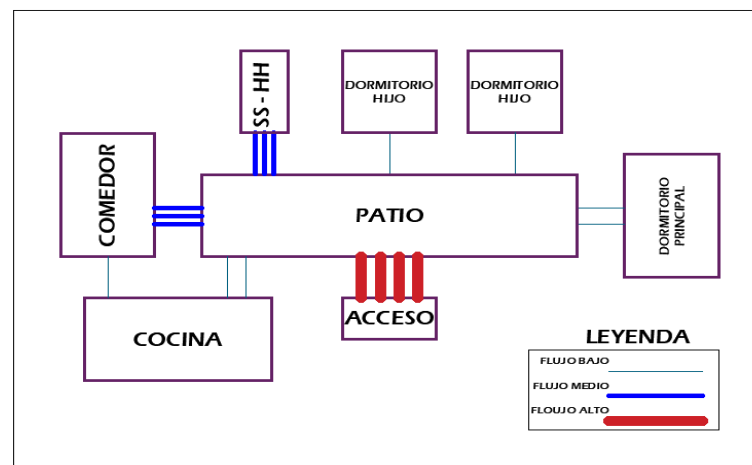 SS - HH
DORMITORIO
HIJO
DORMITORIO
HIJO
COMEDOR
PATIO
DORMITORIO
PRINCIPAL
COCINA
ACCESO
LEYENDA
FLUJO BAJO
FLUJO MEDIO
FLOUJO ALTO